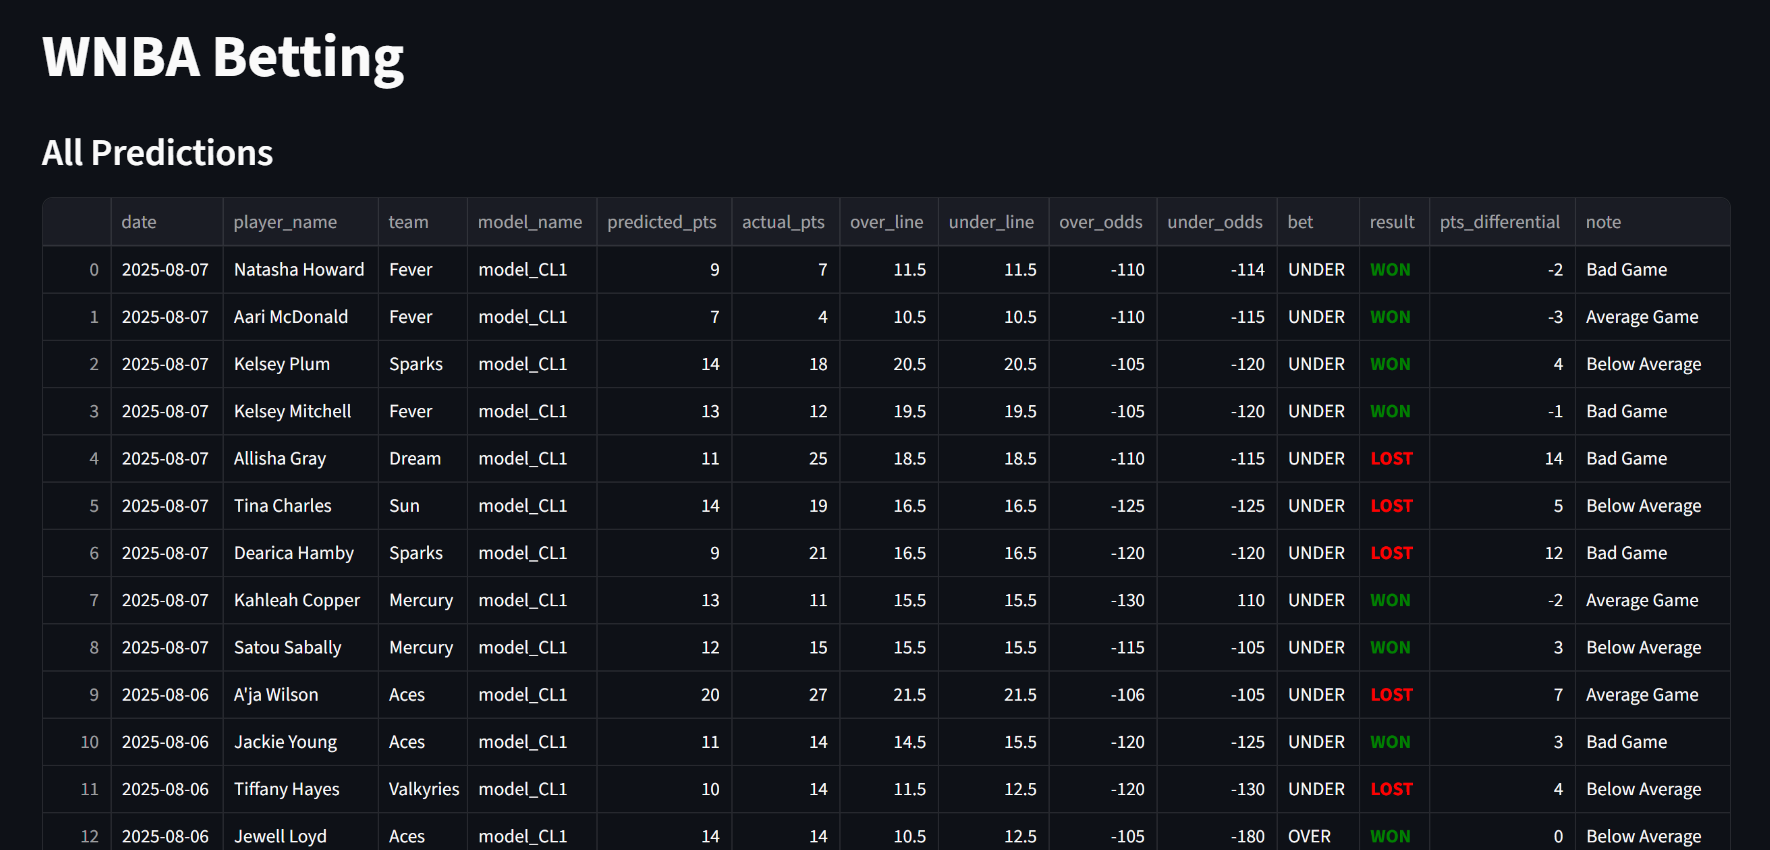 WNBA Betting
All Predictions
date player_name team model_name predicted_pts actual_pts over_line under_line over_odds under_odds bet result pts_differential note
0 2025-08-07 Natasha Howard Fever model_CL1 9 7 11.5 11.5 -110 -114 UNDER WON -2 Bad Game
1 2025-08-07 Aari McDonald Fever model_CL1 7 4 10.5 10.5 -110 -115 UNDER WON -3 Average Game
2 2025-08-07 Kelsey Plum Sparks model_CL1 14 18 20.5 20.5 -105 -120 UNDER WON 4 Below Average
3 2025-08-07 Kelsey Mitchell Fever model_CL1 13 12 19.5 19.5 -105 -120 UNDER WON -1 Bad Game
4 2025-08-07 Allisha Gray Dream model_CL1 11 25 18.5 18.5 -110 -115 UNDER LOST 14 Bad Game
5 2025-08-07 Tina Charles Sun model_CL1 14 19 16.5 16.5 -125 -125 UNDER LOST 5 Below Average
6 2025-08-07 Dearica Hamby Sparks model_CL1 9 21 16.5 16.5 -120 -120 UNDER LOST 12 Bad Game
7 2025-08-07 Kahleah Copper Mercury model_CL1 13 11 15.5 15.5 -130 110 UNDER WON -2 Average Game
8 2025-08-07 Satou Sabally Mercury model_CL1 12 15 15.5 15.5 -115 -105 UNDER WON 3 Below Average
9 2025-08-06 A'ja Wilson Aces model_CL1 20 27 21.5 21.5 -106 -105 UNDER LOST 7 Average Game
10 2025-08-06 Jackie Young Aces model_CL1 11 14 14.5 15.5 -120 -125 UNDER WON 3 Bad Game
11 2025-08-06 Tiffany Hayes Valkyries model_CL1 10 14 11.5 12.5 -120 -130 UNDER LOST 4 Below Average
12 2025-08-06 Jewell Loyd Aces model_CL1 14 14 10.5 12.5 -105 -180 OVER WON 0 Below Average